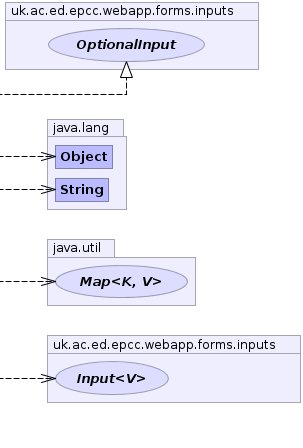 uk.ac.ed.epcc.webapp.forms.inputs
OptionalInput
java.lang
Object
String
java.util
Map<K, V>
uk.ac.ed.epcc.webapp.forms.inputs
Input<V>